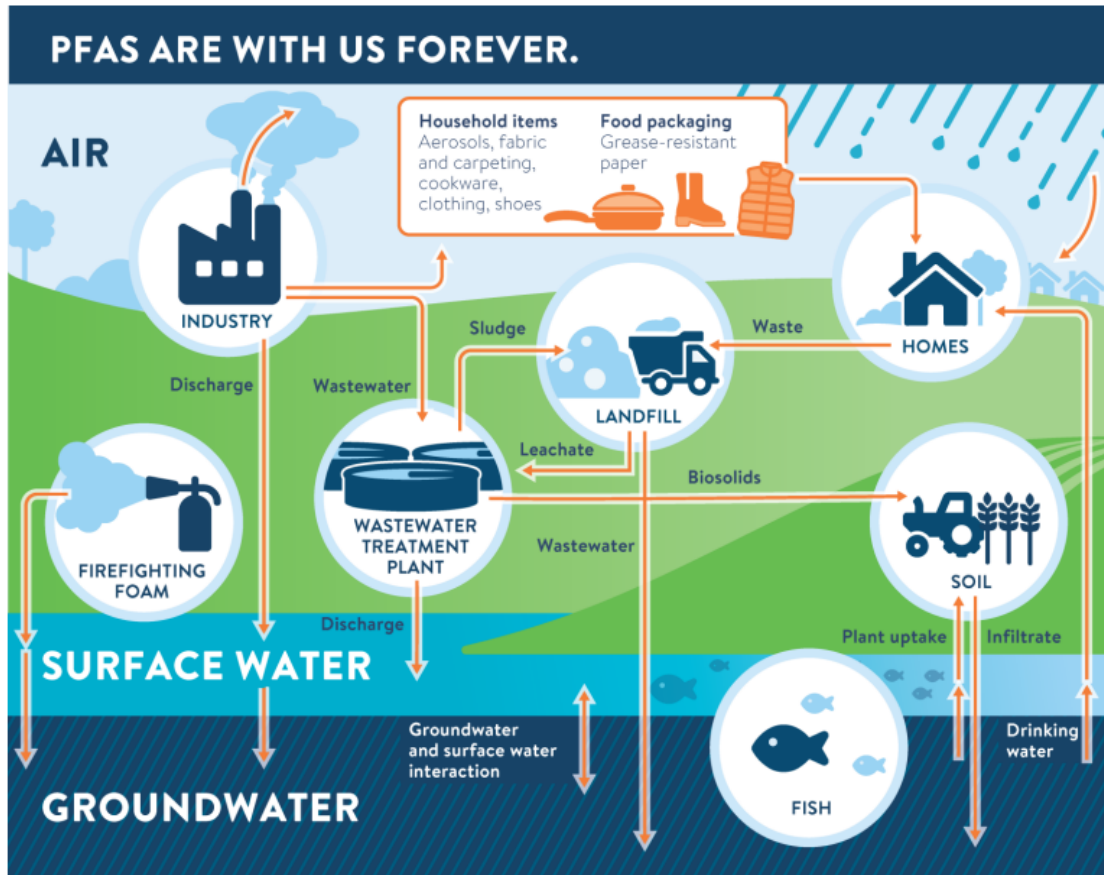 PFAS ARE WITH US FOREVER.
AIR
Household items
Aerosols, fabric
and carpeting,
cookware,
clothing, shoes
Food packaging
Grease-resistant
paper
INDUSTRY
Sludge
Waste
HOMES
Discharge
Wastewater
LANDFILL
Leachate
Biosolids
WASTEWATER
TREATMENT
PLANT
Wastewater
FIREFIGHTING
FOAM
SOIL
Discharge
Plant uptake
Infiltrate
SURFACE WATER
Groundwater
and surface water
interaction
Drinking
water
GROUNDWATER
FISH